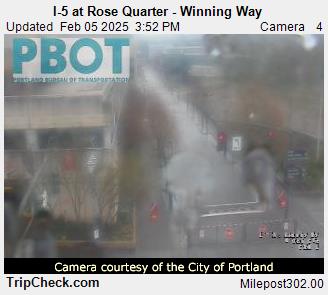 I-5 at Rose Quarter - Winning Way
Updated Feb 05 2025 3:52 PM Camera 4
PBOT
PORTLAND BUREAU OF TRANSPORTATION
Camera courtesy of the City of Portland
TripCheck.com Milepost302.00